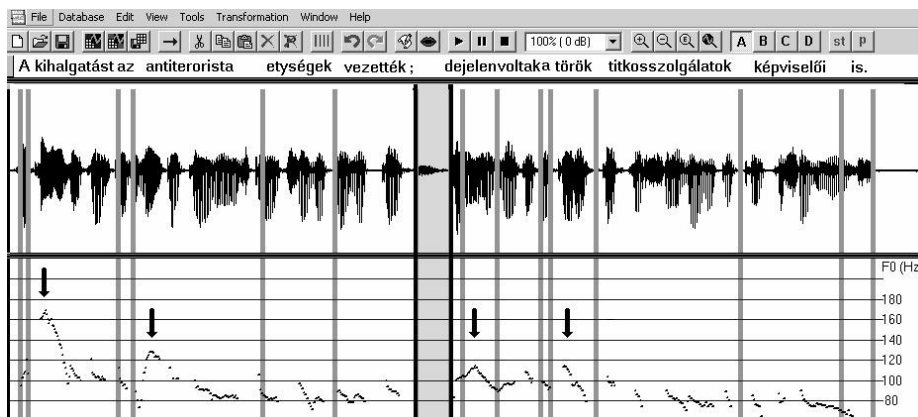 File Database Edit View Tools Transformation Window Help
100% ( 0 dB) A B C D st p
A kihalgatást az antiterorista etységek vezették ; dejelenvoltaka török titkosszolgálatok képviselői is.
F0 (Hz
180
160
140
120
100
80